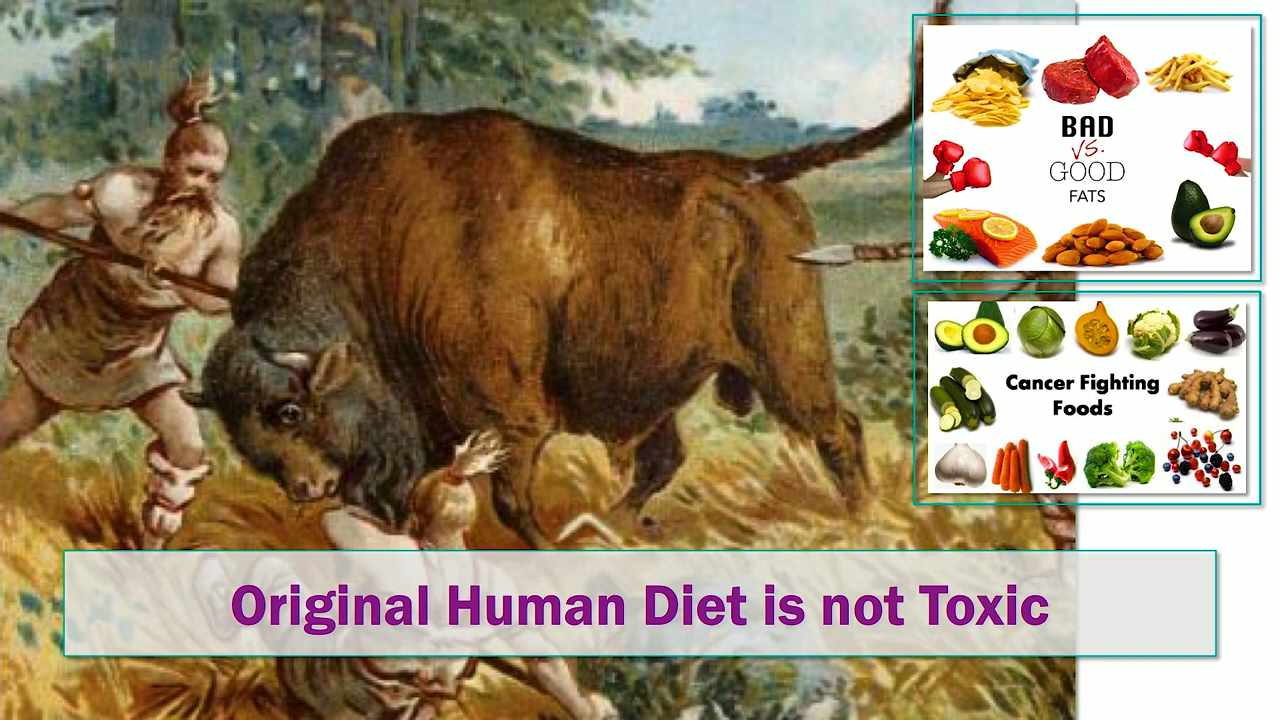 BAD
VS.
GOOD
FATS
Cancer Fighting
Foods
Original Human Diet is not Toxic